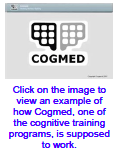 COGMED
Click on the image to
view an example of
how Cogmed, one of
the cognitive training
programs, is supposed
to work.